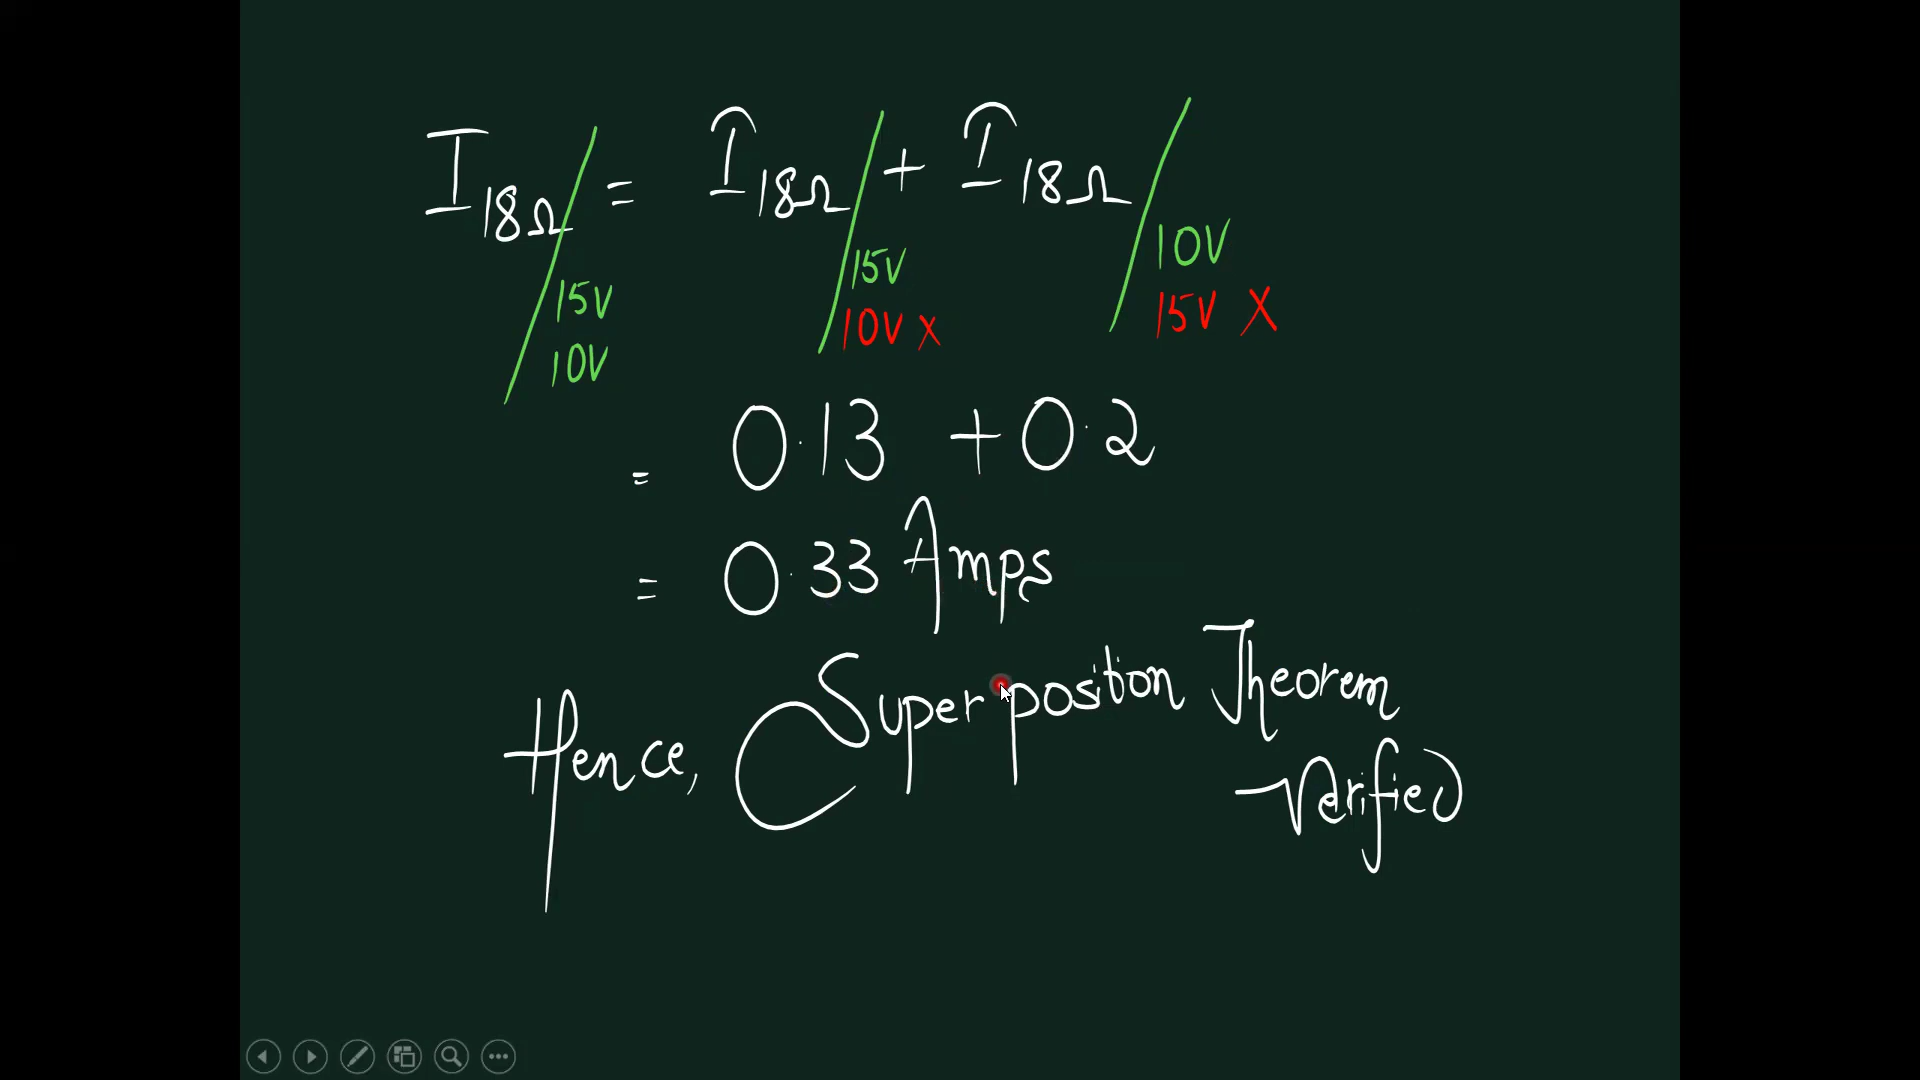 I18Ω/15V 10V = I18Ω/15V 10V X + I18Ω/10V 15V X
= 0.13 + 0.2
= 0.33 Amps
Hence, Superposition Theorem
Verified